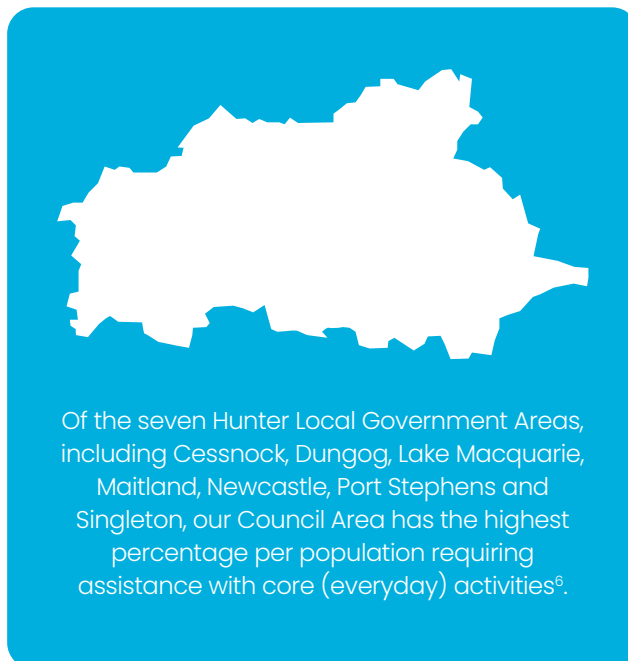 Of the seven Hunter Local Government Areas,
including Cessnock, Dungog, Lake Macquarie,
Maitland, Newcastle, Port Stephens and
Singleton, our Council Area has the highest
percentage per population requiring
assistance with core (everyday) activities⁶.